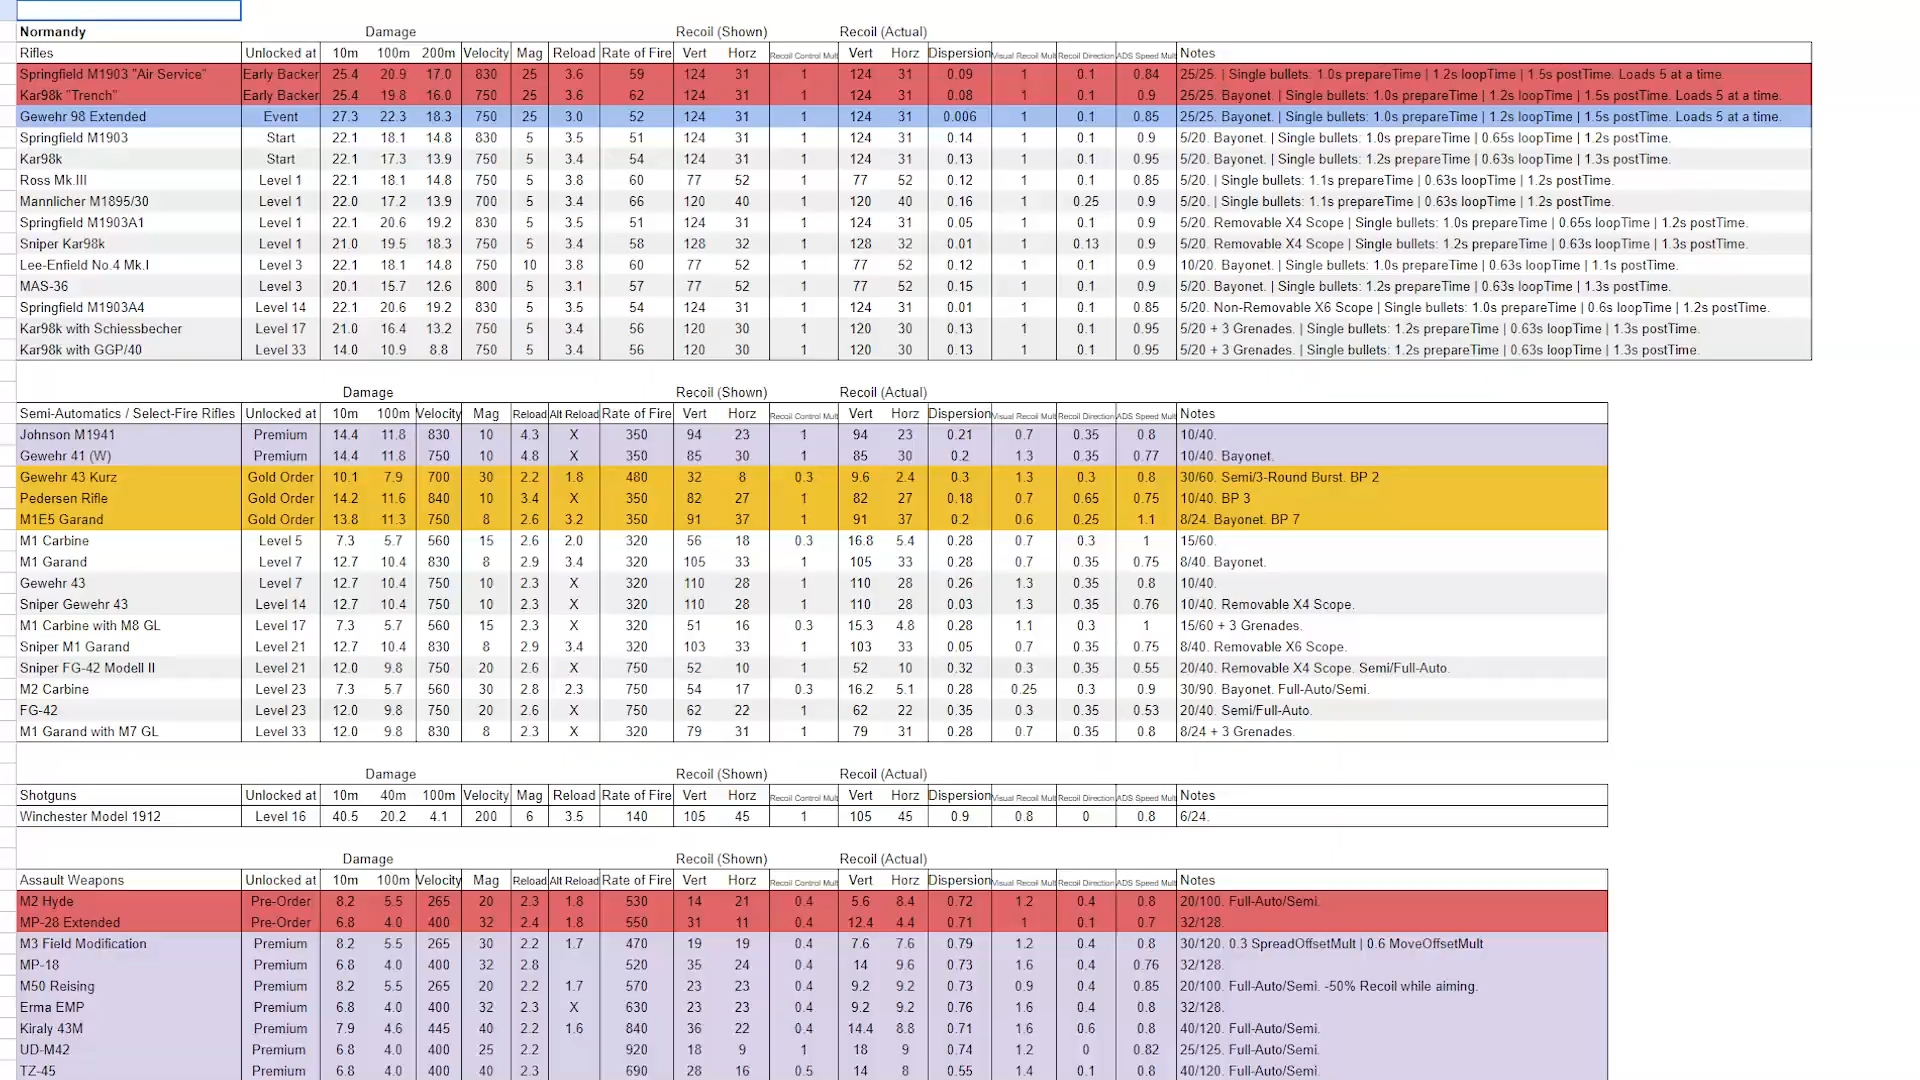 Normandy Damage Recoil (Shown) Recoil (Actual)
Rifles Unlocked at 10m 100m 200m Velocity Mag Reload Rate of Fire Vert Horz Recoil Control Mult Vert Horz Dispersion Visual Recoil Mult Recoil Direction ADS Speed Mult Notes
Springfield M1903 "Air Service" Early Backer 25.4 20.9 17.0 830 25 3.6 59 124 31 1 124 31 0.09 1 0.1 0.84 25/25. | Single bullets: 1.0s prepareTime | 1.2s loopTime | 1.5s postTime. Loads 5 at a time
Kar98k "Trench" Early Backer 25.4 19.8 16.0 750 25 3.6 62 124 31 1 124 31 0.08 1 0.1 0.9 25/25. Bayonet. | Single bullets: 1.0s prepareTime | 1.2s loopTime | 1.5s postTime. Loads 5 at a time.
Gewehr 98 Extended Event 27.3 22.3 18.3 750 25 3.0 52 124 31 1 124 31 0.006 1 0.1 0.85 25/25. Bayonet. | Single bullets: 1.0s prepareTime | 1.2s loopTime | 1.5s postTime. Loads 5 at a time.
Springfield M1903 Start 22.1 18.1 14.8 830 5 3.5 51 124 31 1 124 31 0.14 1 0.1 0.9 5/20. Bayonet. | Single bullets: 1.0s prepareTime | 0.65s loopTime | 1.2s postTime.
Kar98k Start 22.1 17.3 13.9 750 5 3.4 54 124 31 1 124 31 0.13 1 0.1 0.95 5/20. Bayonet. | Single bullets: 1.2s prepareTime | 0.63s loopTime | 1.3s postTime.
Ross Mk.III Level 1 22.1 18.1 14.8 750 5 3.8 60 77 52 1 77 52 0.12 1 0.1 0.85 5/20. | Single bullets: 1.1s prepareTime | 0.63s loopTime | 1.2s postTime.
Mannlicher M1895/30 Level 1 22.0 17.2 13.9 700 5 3.4 66 120 40 1 120 40 0.16 1 0.25 0.9 5/20. | Single bullets: 1.1s prepareTime | 0.63s loopTime | 1.2s postTime.
Springfield M1903A1 Level 1 22.1 20.6 19.2 830 5 3.5 51 124 31 1 124 31 0.05 1 0.1 0.9 5/20. Removable X4 Scope | Single bullets: 1.0s prepareTime | 0.65s loopTime | 1.2s postTime.
Sniper Kar98k Level 1 21.0 19.5 18.3 750 5 3.4 58 128 32 1 128 32 0.01 1 0.13 0.9 5/20. Removable X4 Scope | Single bullets: 1.2s prepareTime | 0.63s loopTime | 1.3s postTime.
Lee-Enfield No.4 Mk.I Level 3 22.1 18.1 14.8 750 10 3.8 60 77 52 1 77 52 0.12 1 0.1 0.9 10/20. Bayonet. | Single bullets: 1.0s prepareTime | 0.63s loopTime | 1.1s postTime.
MAS-36 Level 3 20.1 15.7 12.6 800 5 3.1 57 77 52 1 77 52 0.15 1 0.1 0.9 5/20. Bayonet. | Single bullets: 1.2s prepareTime | 0.63s loopTime | 1.3s postTime.
Springfield M1903A4 Level 14 22.1 20.6 19.2 830 5 3.5 54 124 31 1 124 31 0.01 1 0.1 0.85 5/20. Non-Removable X6 Scope | Single bullets: 1.0s prepareTime | 0.6s loopTime | 1.2s postTime.
Kar98k with Schiessbecher Level 17 21.0 16.4 13.2 750 5 3.4 56 120 30 1 120 30 0.13 1 0.1 0.95 5/20 + 3 Grenades. | Single bullets: 1.2s prepareTime | 0.63s loopTime | 1.3s postTime.
Kar98k with GGP/40 Level 33 14.0 10.9 8.8 750 5 3.4 56 120 30 1 120 30 0.13 1 0.1 0.95 5/20 + 3 Grenades. | Single bullets: 1.2s prepareTime | 0.63s loopTime | 1.3s postTime.
Damage Recoil (Shown) Recoil (Actual)
Semi-Automatics / Select-Fire Rifles Unlocked at 10m 100m Velocity Mag Reload Alt Reload Rate of Fire Vert Horz Recoil Control Mult Vert Horz Dispersion Visual Recoil Mult Recoil Direction ADS Speed Mult Notes
Johnson M1941 Premium 14.4 11.8 830 10 4.3 X 350 94 23 1 94 23 0.21 0.7 0.35 0.8 10/40.
Gewehr 41 (W) Premium 14.4 11.8 750 10 4.8 X 350 85 30 1 85 30 0.2 1.3 0.35 0.77 10/40. Bayonet.
Gewehr 43 Kurz Gold Order 10.1 7.9 700 30 2.2 1.8 480 32 8 0.3 9.6 2.4 0.3 1.3 0.3 0.8 30/60. Semi/3-Round Burst. BP 2
Pedersen Rifle Gold Order 14.2 11.6 840 10 3.4 X 350 82 27 1 82 27 0.18 0.7 0.65 0.75 10/40. BP 3
M1E5 Garand Gold Order 13.8 11.3 750 8 2.6 3.2 350 91 37 1 91 37 0.2 0.6 0.25 1.1 8/24. Bayonet. BP 7
M1 Carbine Level 5 7.3 5.7 560 15 2.6 2.0 320 56 18 0.3 16.8 5.4 0.28 0.7 0.3 1 15/60.
M1 Garand Level 7 12.7 10.4 830 8 2.9 3.4 320 105 33 1 105 33 0.28 0.7 0.35 0.75 8/40. Bayonet.
Gewehr 43 Level 7 12.7 10.4 750 10 2.3 X 320 110 28 1 110 28 0.26 1.3 0.35 0.8 10/40.
Sniper Gewehr 43 Level 14 12.7 10.4 750 10 2.3 X 320 110 28 1 110 28 0.03 1.3 0.35 0.76 10/40. Removable X4 Scope.
M1 Carbine with M8 GL Level 17 7.3 5.7 560 15 2.3 X 320 51 16 0.3 15.3 4.8 0.28 1.1 0.3 1 15/60 + 3 Grenades.
Sniper M1 Garand Level 21 12.7 10.4 830 8 2.9 3.4 320 103 33 1 103 33 0.05 0.7 0.35 0.75 8/40. Removable X6 Scope.
Sniper FG-42 Modell II Level 21 12.0 9.8 750 20 2.6 X 750 52 10 1 52 10 0.32 0.3 0.35 0.55 20/40. Removable X4 Scope. Semi/Full-Auto.
M2 Carbine Level 23 7.3 5.7 560 30 2.8 2.3 750 54 17 0.3 16.2 5.1 0.28 0.25 0.3 0.9 30/90. Bayonet. Full-Auto/Semi.
FG-42 Level 23 12.0 9.8 750 20 2.6 X 750 62 22 1 62 22 0.35 0.3 0.35 0.53 20/40. Semi/Full-Auto.
M1 Garand with M7 GL Level 33 12.0 9.8 830 8 2.3 X 320 79 31 1 79 31 0.28 0.7 0.35 0.8 8/24 + 3 Grenades.
Damage Recoil (Shown) Recoil (Actual)
Shotguns Unlocked at 10m 40m 100m Velocity Mag Reload Rate of Fire Vert Horz Recoil Control Mult Vert Horz Dispersion Visual Recoil Mult Recoil Direction ADS Speed Mult Notes
Winchester Model 1912 Level 16 40.5 20.2 4.1 200 6 3.5 140 105 45 1 105 45 0.9 0.8 0 0.8 6/24.
Damage Recoil (Shown) Recoil (Actual)
Assault Weapons Unlocked at 10m 100m Velocity Mag Reload Alt Reload Rate of Fire Vert Horz Recoil Control Mult Vert Horz Dispersion Visual Recoil Mult Recoil Direction ADS Speed Mult Notes
M2 Hyde Pre-Order 8.2 5.5 265 20 2.3 1.8 530 14 21 0.4 5.6 8.4 0.72 1.2 0.4 0.8 20/100. Full-Auto/Semi.
MP-28 Extended Pre-Order 6.8 4.0 400 32 2.4 1.8 550 31 11 0.4 12.4 4.4 0.71 1 0.1 0.7 32/128.
M3 Field Modification Premium 8.2 5.5 265 30 2.2 1.7 470 19 19 0.4 7.6 7.6 0.79 1.2 0.4 0.8 30/120. 0.3 SpreadOffsetMult | 0.6 MoveOffsetMult
MP-18 Premium 6.8 4.0 400 32 2.8 520 35 24 0.4 14 9.6 0.73 1.6 0.4 0.76 32/128.
M50 Reising Premium 8.2 5.5 265 20 2.2 1.7 570 23 23 0.4 9.2 9.2 0.73 0.9 0.4 0.85 20/100. Full-Auto/Semi. -50% Recoil while aiming.
Erma EMP Premium 6.8 4.0 400 32 2.3 X 630 23 23 0.4 9.2 9.2 0.76 1.6 0.4 0.8 32/128.
Kiraly 43M Premium 7.9 4.6 445 40 2.2 1.6 840 36 22 0.4 14.4 8.8 0.71 1.6 0.6 0.8 40/120. Full-Auto/Semi.
UD-M42 Premium 6.8 4.0 400 25 2.2 920 18 9 1 18 9 0.74 1.2 0 0.82 25/125. Full-Auto/Semi.
TZ-45 Premium 6.8 4.0 400 40 2.3 690 28 16 0.5 14 8 0.55 1.4 0.1 0.8 40/120. Full-Auto/Semi.